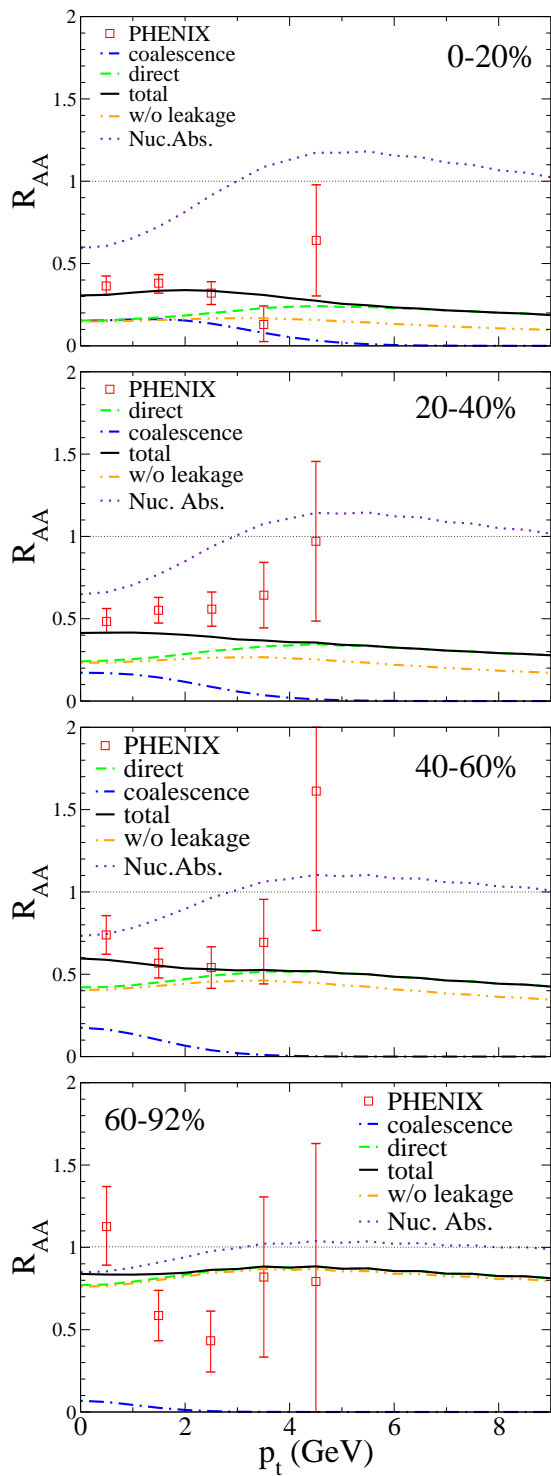 2
PHENIX
coalescence
direct
total
w/o leakage
Nuc.Abs.
0-20%
1.5
1
0.5
0
R_AA
2
PHENIX
direct
coalescence
total
w/o leakage
Nuc. Abs.
20-40%
1.5
1
0.5
0
R_AA
2
PHENIX
direct
coalescence
total
w/o leakage
Nuc.Abs.
40-60%
1.5
1
0.5
0
R_AA
2
60-92%
PHENIX
coalescence
direct
total
w/o leakage
Nuc. Abs.
1.5
1
0.5
0
R_AA
0 2 4 6 8
p_t (GeV)